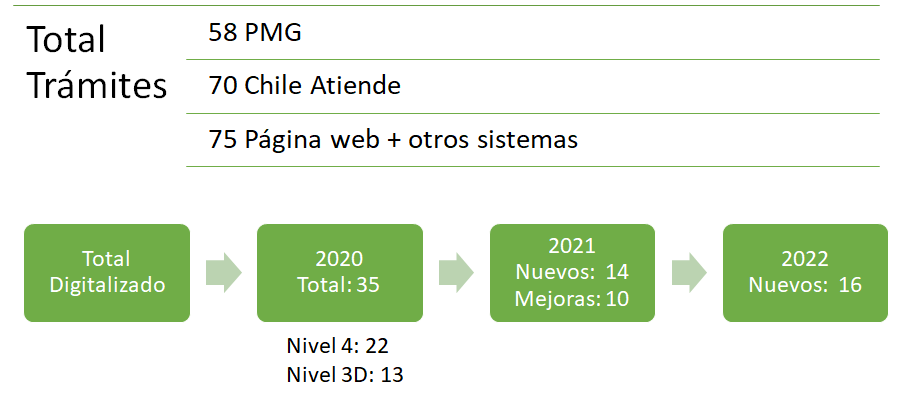 Total
Trámites
58 PMG
70 Chile Atiende
75 Página web + otros sistemas
Total
Digitalizado
2020
Total: 35
2021
Nuevos: 14
Mejoras: 10
2022
Nuevos: 16
Nivel 4: 22
Nivel 3D: 13